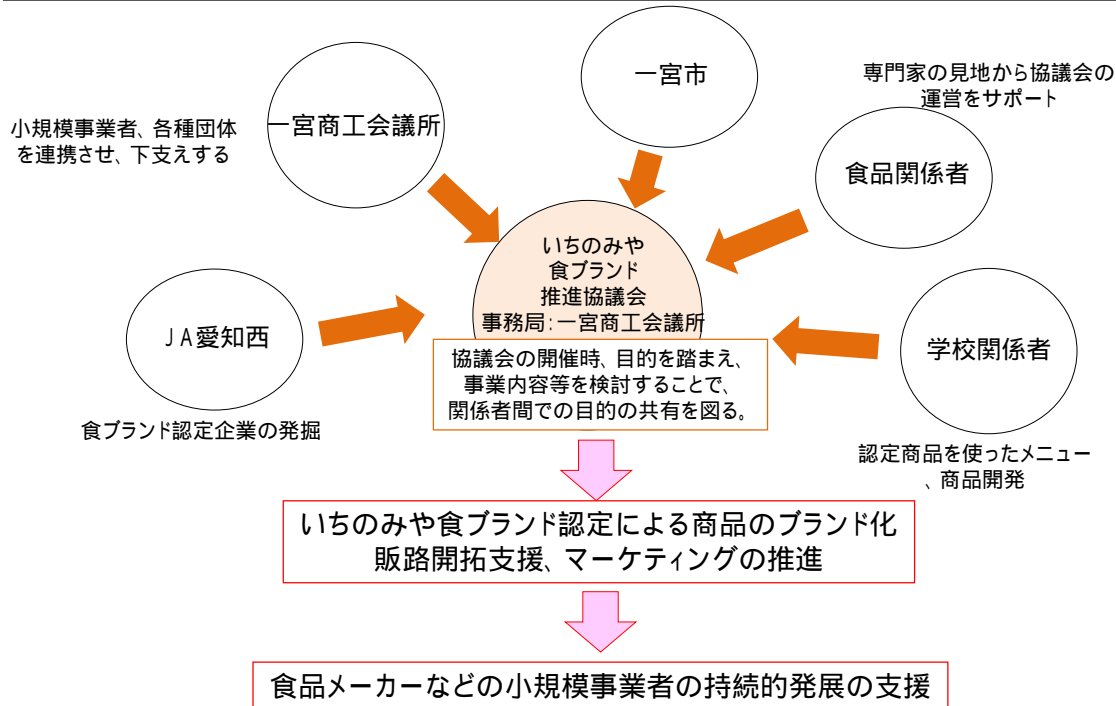 一宮市
専門家の見地から協議会の
運営をサポート
一宮商工会議所
小規模事業者、各種団体
を連携させ、下支えする
食品関係者
いちのみや
食ブランド
推進協議会
事務局:一宮商工会議所
JA愛知西
食ブランド認定企業の発掘
学校関係者
協議会の開催時、目的を踏まえ、
事業内容等を検討することで、
関係者間での目的の共有を図る。
認定商品を使ったメニュー
、商品開発
いちのみや食ブランド認定による商品のブランド化
販路開拓支援、マーケティングの推進
食品メーカーなどの小規模事業者の持続的発展の支援